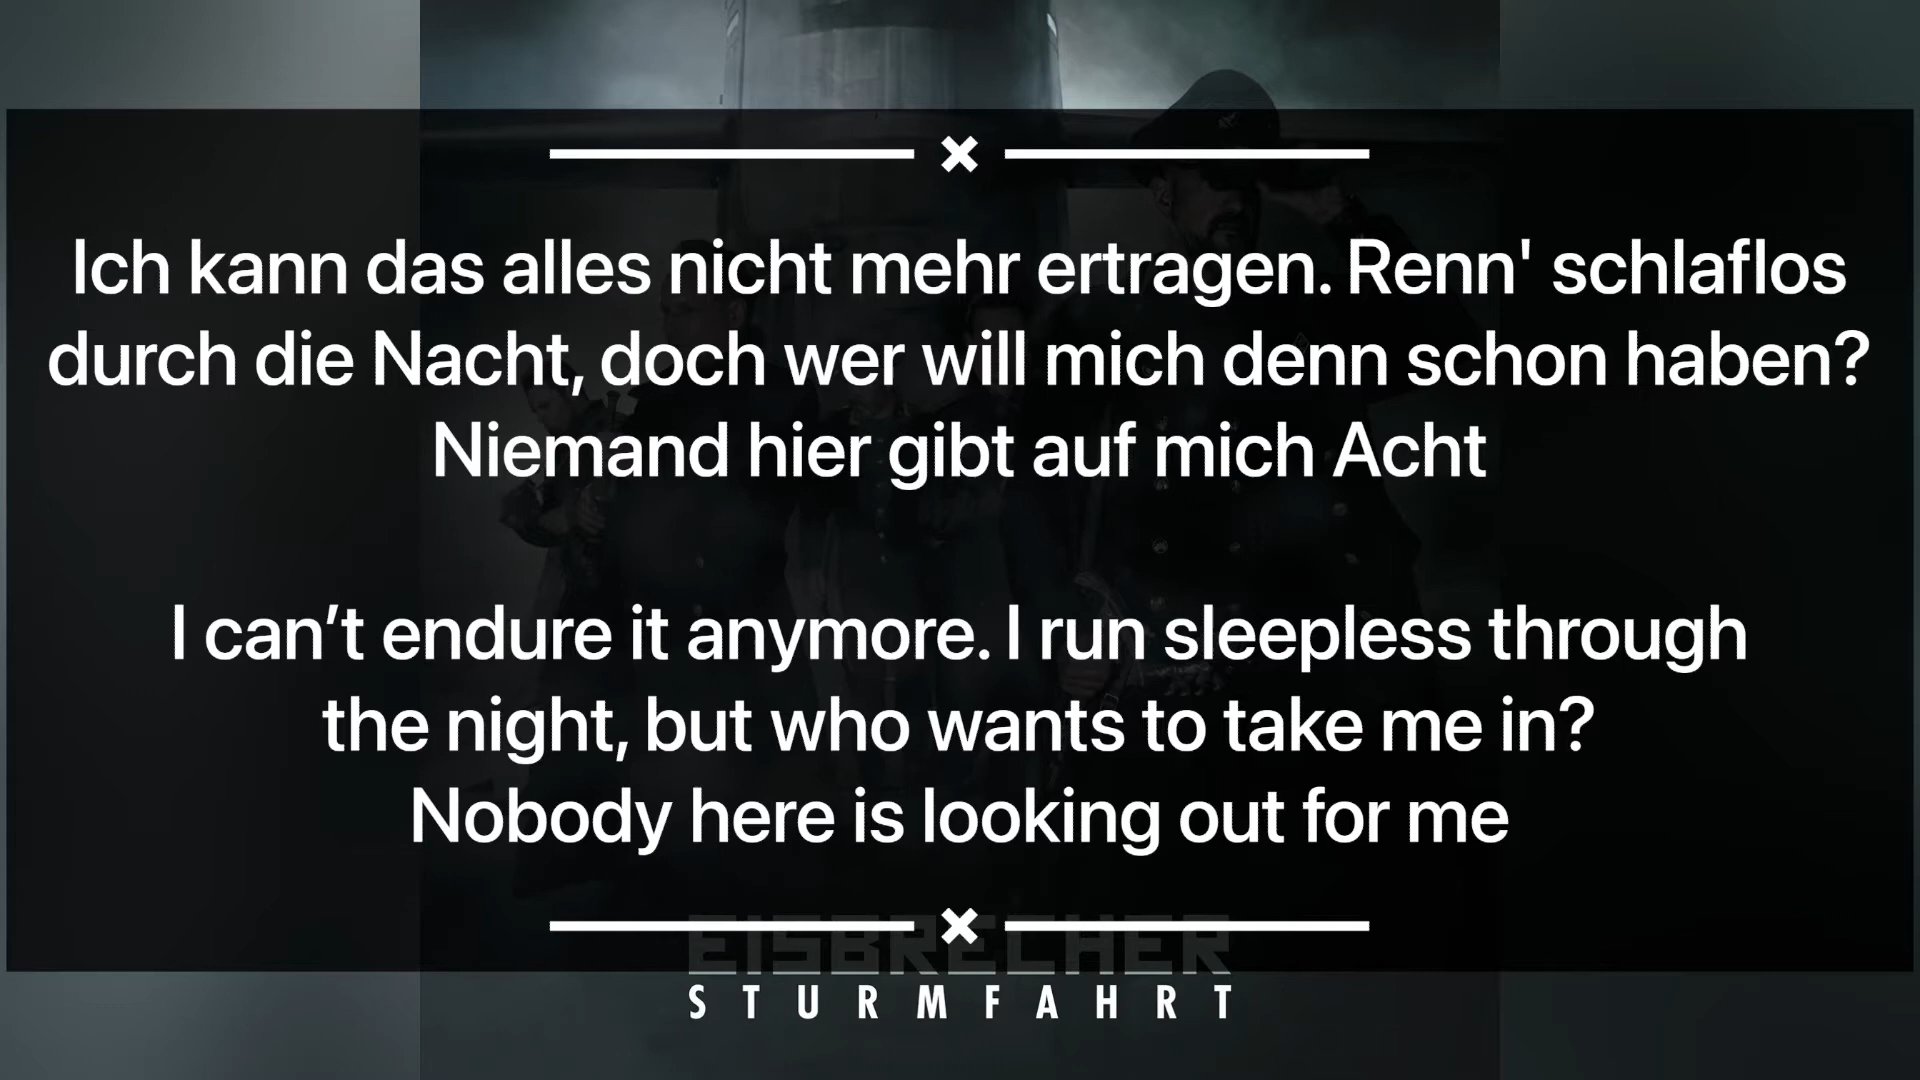 Ich kann das alles nicht mehr ertragen. Renn' schlaflos
durch die Nacht, doch wer will mich denn schon haben?
Niemand hier gibt auf mich Acht
I can’t endure it anymore. I run sleepless through
the night, but who wants to take me in?
Nobody here is looking out for me
EISBRECHER
STURMFAHRT